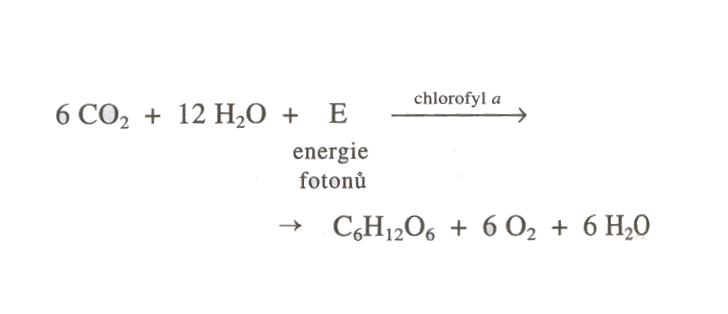 chlorofyl a
6 CO₂ + 12 H₂O + E ⟶
energie
fotonů
→ C₆H₁₂O₆ + 6 O₂ + 6 H₂O